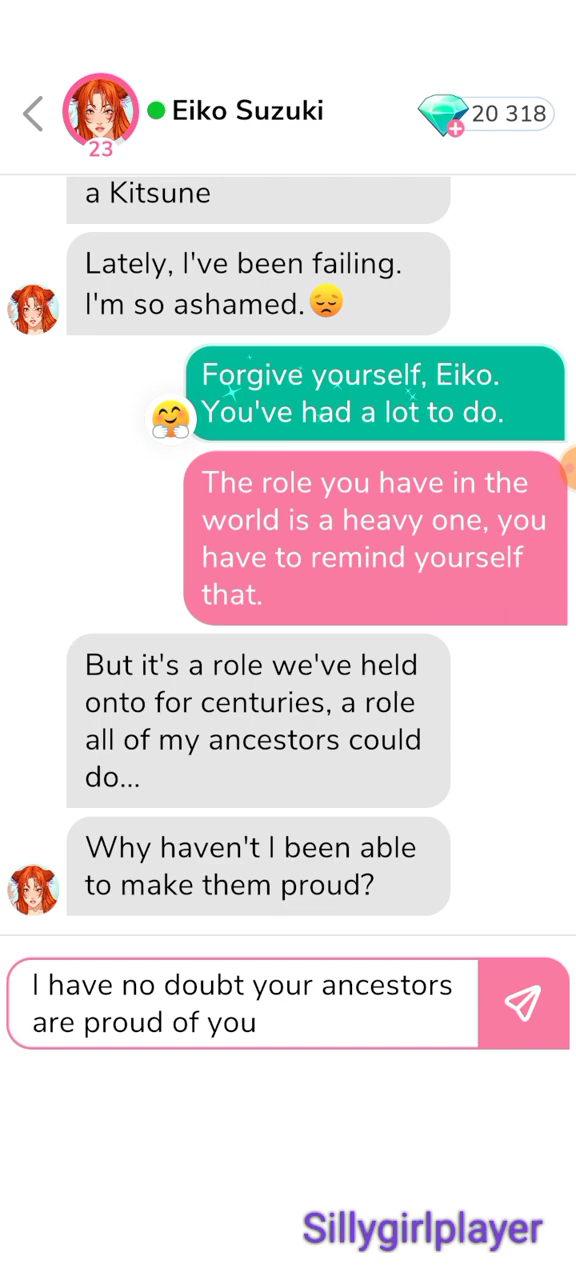 Eiko Suzuki
20 318
23
a Kitsune
Lately, I've been failing.
I'm so ashamed.😞
Forgive yourself, Eiko.
You've had a lot to do.
The role you have in the
world is a heavy one, you
have to remind yourself
that.
But it's a role we've held
onto for centuries, a role
all of my ancestors could
do...
Why haven't I been able
to make them proud?
I have no doubt your ancestors
are proud of you
Sillygirlplayer